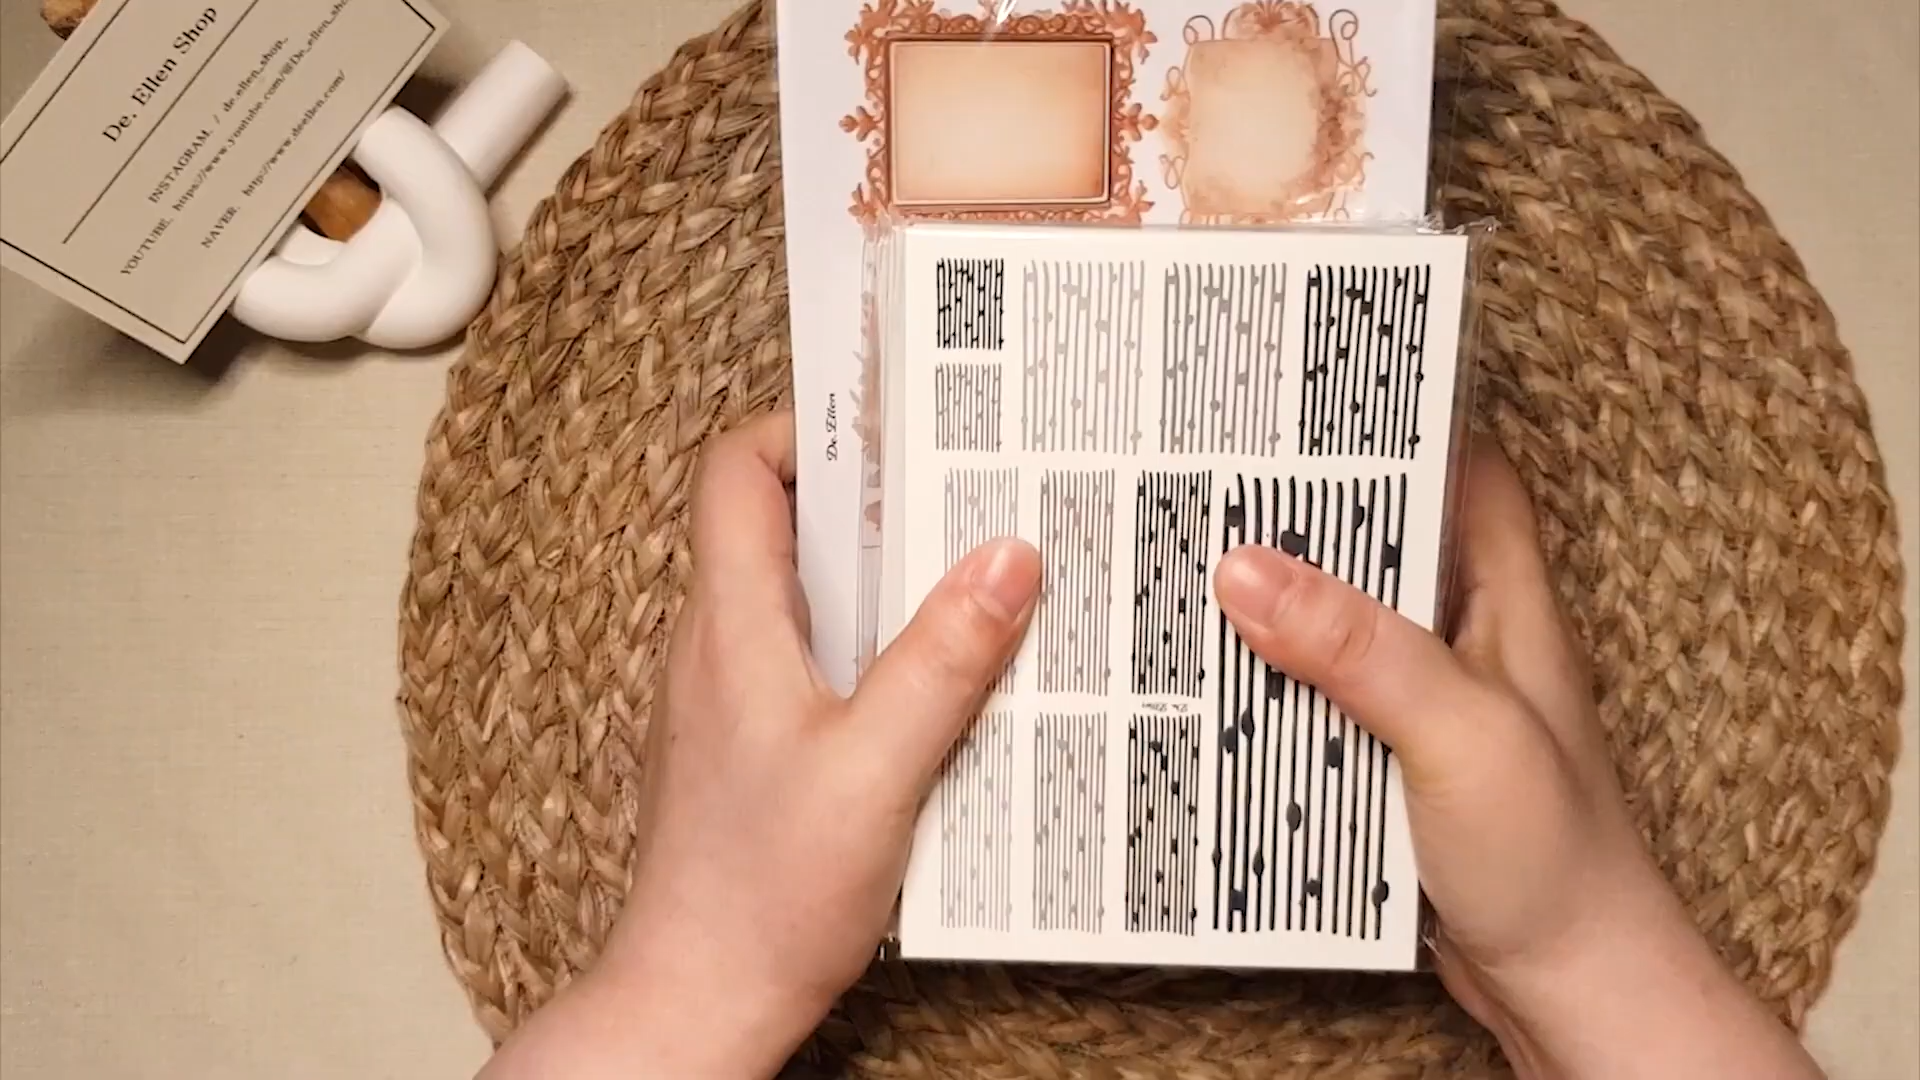 De. Ellen Shop
INSTAGRAM. / de.ellen_shop_
YOUTUBE. https://www.youtube.com/@De_ellen_sho
NAVER. http://www.deellen.com/
De.Ellen
De. Ellen